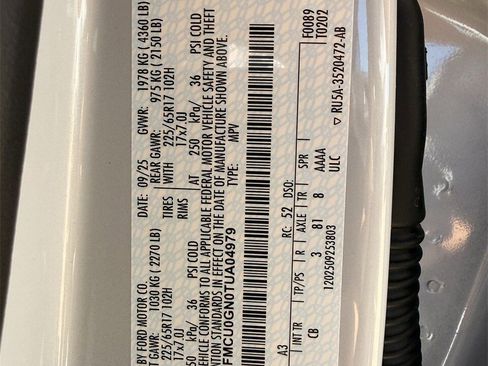 BY FORD MOTOR CO.
DATE: 09/25 GVWR: 1978 KG ( 4360 LB)
GAWR: 1030 KG ( 2270 LB) REAR GAWR: 975 KG ( 2150 LB)
225/65R17 102H TIRES WITH 225/65R17 102H
17x7.0J RIMS 17x7.0J
250 kPa/ 36 PSI COLD AT 250 kPa/ 36 PSI COLD
VEHICLE CONFORMS TO ALL APPLICABLE FEDERAL MOTOR VEHICLE SAFETY AND THEFT
PREVENTION STANDARDS IN EFFECT ON THE DATE OF MANUFACTURE SHOWN ABOVE.
FMCU0GN0TUA04979 TYPE: MPV
F0089
T0202
RC: 52 DSO:
A3 INT TR TP/PS R AXLE TR SPR
CB 3 81 8 AAAA
ULC
1202509253803 ▽ RU5A-3520472-AB